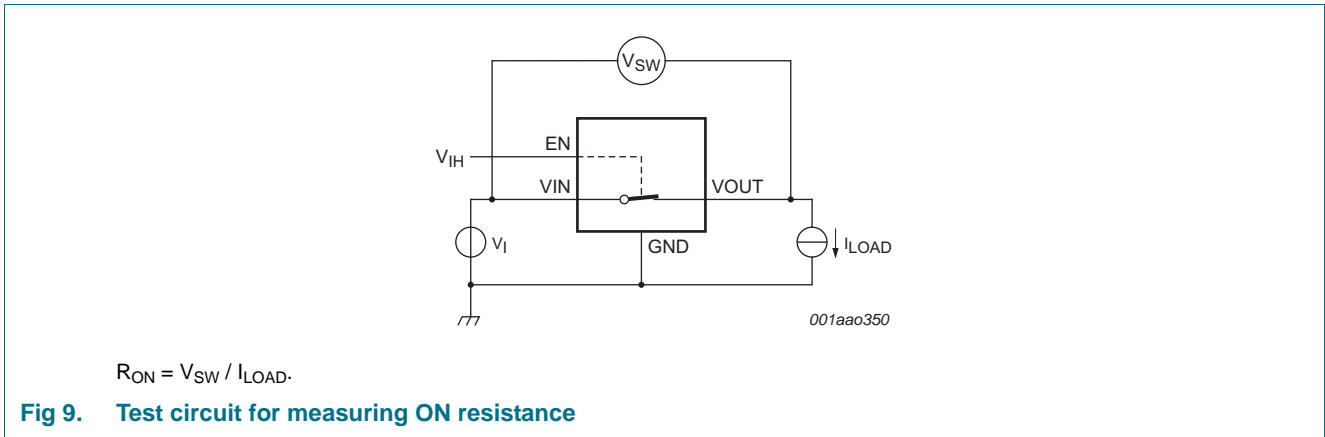 VSW
EN
VIH
VIN
VOUT
VI
GND
ILOAD
001aao350
RON = VSW / ILOAD.
Fig 9. Test circuit for measuring ON resistance